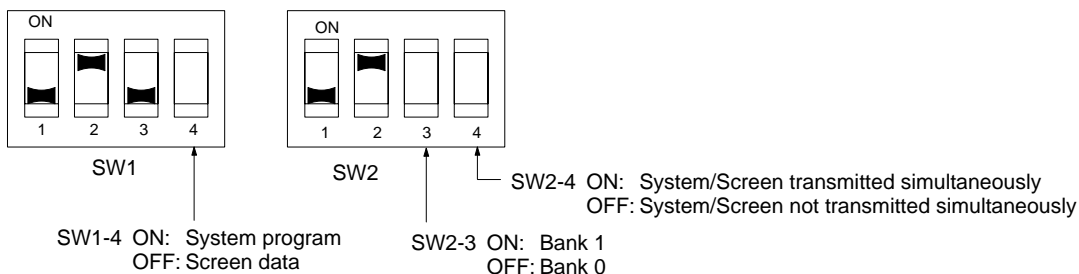 ON
ON
1 2 3 4
1 2 3 4
SW1
SW2
SW2-4 ON: System/Screen transmitted simultaneously
OFF: System/Screen not transmitted simultaneously
SW1-4 ON: System program
OFF: Screen data
SW2-3 ON: Bank 1
OFF: Bank 0